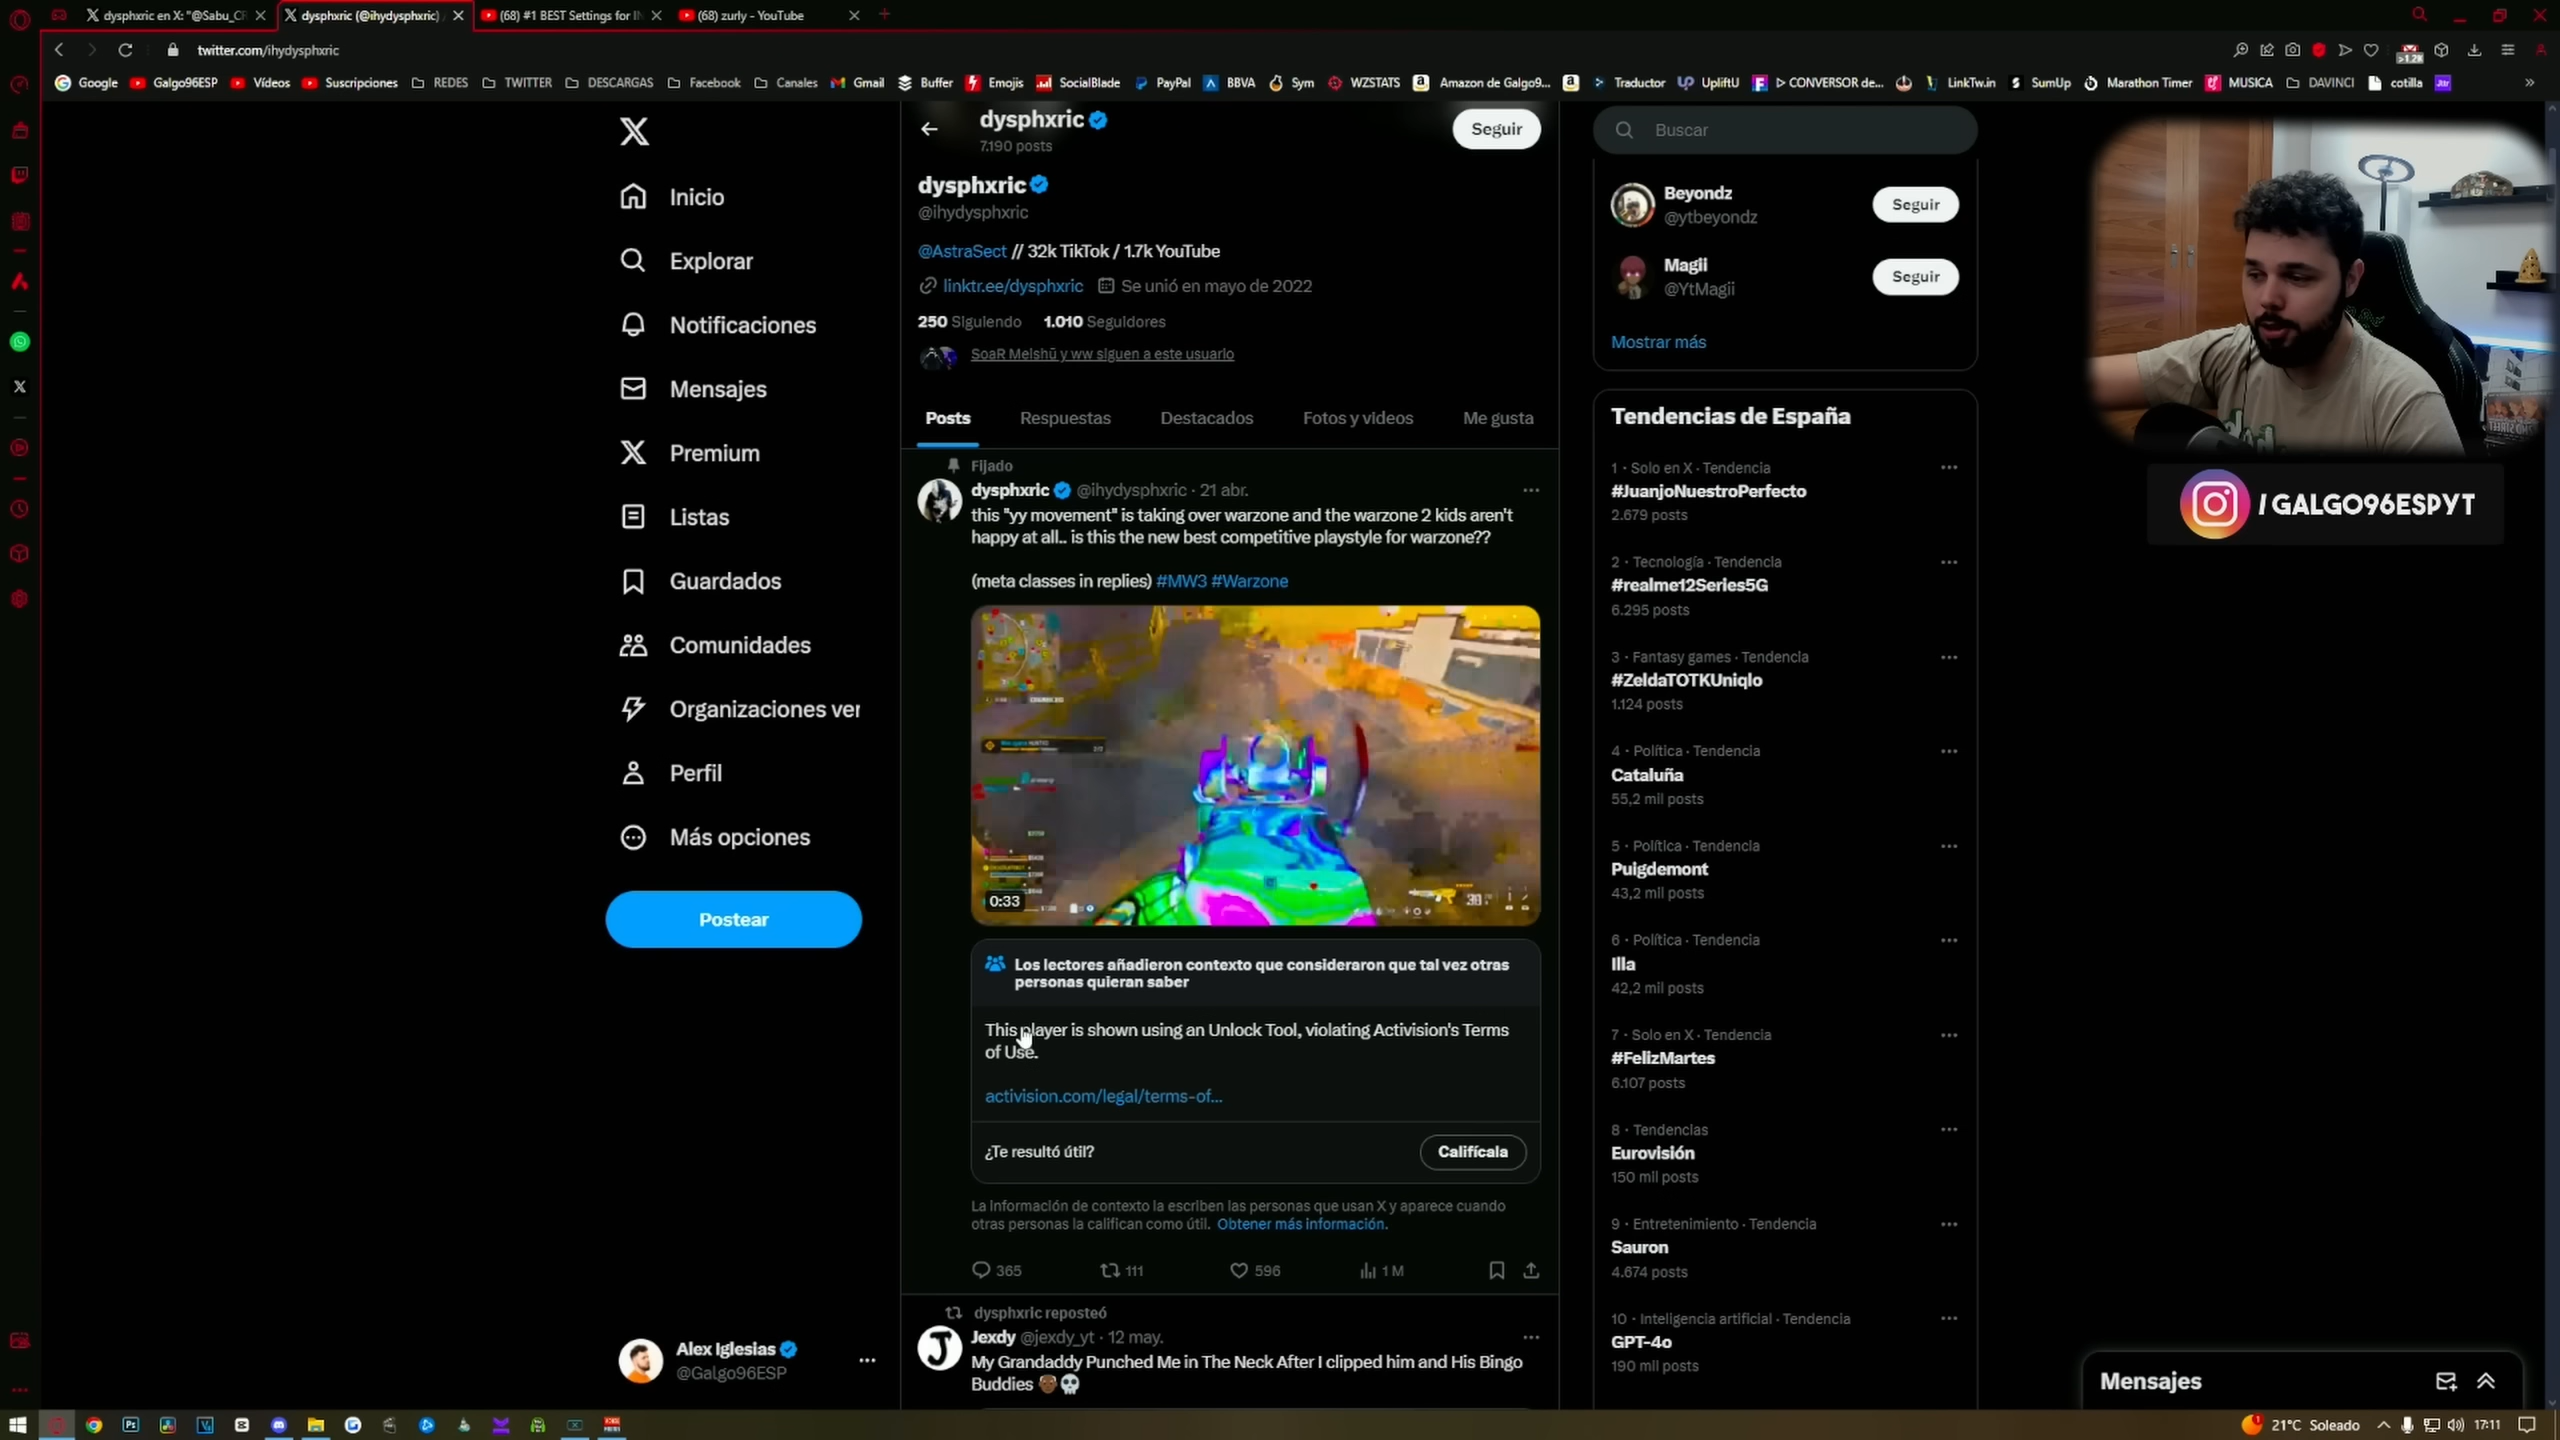 dysphxric en X: "@Sabu_CR
dysphxric (@ihydysphxric)
(68) #1 BEST Settings for IN
(68) zurly - YouTube
twitter.com/ihydysphxric
>1.2K
Google
Galgo96ESP
Vídeos
Suscripciones
REDES
TWITTER
DESCARGAS
Facebook
Canales
Gmail
Buffer
Emojis
SocialBlade
PayPal
BBVA
Sym
WZSTATS
Amazon de Galgo9...
Traductor
UpliftU
▷ CONVERSOR de...
LinkTw.in
SumUp
Marathon Timer
MUSICA
DAVINCI
cotilla
Inicio
Explorar
Notificaciones
Mensajes
Premium
Listas
Guardados
Comunidades
Organizaciones ver
Perfil
Más opciones
Postear
Alex Iglesias
@Galgo96ESP
dysphxric
7.190 posts
Seguir
dysphxric
@ihydysphxric
@AstraSect // 32k TikTok / 1.7k YouTube
linktr.ee/dysphxric Se unió en mayo de 2022
250 Siguiendo 1.010 Seguidores
SoaR Melshū y ww siguen a este usuario
Posts
Respuestas
Destacados
Fotos y videos
Me gusta
Fijado
dysphxric @ihydysphxric · 21 abr.
this "yy movement" is taking over warzone and the warzone 2 kids aren't
happy at all.. is this the new best competitive playstyle for warzone??
(meta classes in replies) #MW3 #Warzone
0:33
Los lectores añadieron contexto que consideraron que tal vez otras
personas quieran saber
This player is shown using an Unlock Tool, violating Activision's Terms
of Use.
activision.com/legal/terms-of...
¿Te resultó útil?
Califícala
La información de contexto la escriben las personas que usan X y aparece cuando
otras personas la califican como útil. Obtener más información.
365
111
596
1 M
dysphxric reposteó
Jexdy @jexdy_yt · 12 may.
My Grandaddy Punched Me in The Neck After I clipped him and His Bingo
Buddies 👴🏾💀
Buscar
Beyondz
@ytbeyondz
Seguir
Magii
@YtMagii
Seguir
Mostrar más
Tendencias de España
1 · Solo en X · Tendencia
#JuanjoNuestroPerfecto
2.679 posts
2 · Tecnología · Tendencia
#realme12Series5G
6.295 posts
3 · Fantasy games · Tendencia
#ZeldaTOTKUniqlo
1.124 posts
4 · Política · Tendencia
Cataluña
55,2 mil posts
5 · Política · Tendencia
Puigdemont
43,2 mil posts
6 · Política · Tendencia
Illa
42,2 mil posts
7 · Solo en X · Tendencia
#FelizMartes
6.107 posts
8 · Tendencias
Eurovisión
150 mil posts
9 · Entretenimiento · Tendencia
Sauron
4.674 posts
10 · Inteligencia artificial · Tendencia
GPT-4o
190 mil posts
/ GALGO96ESPYT
Mensajes
21°C Soleado
17:11